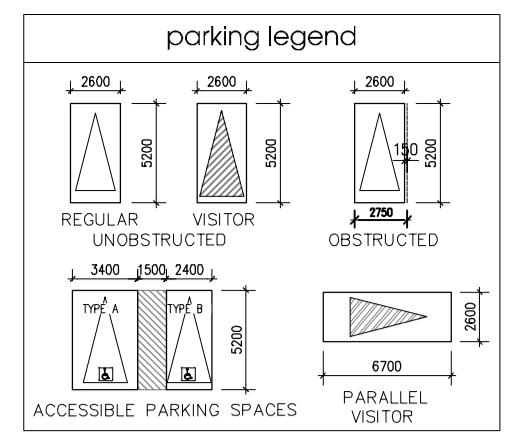 parking legend
2600 2600 2600
5200 5200 150 5200
2750
REGULAR VISITOR
UNOBSTRUCTED OBSTRUCTED
3400 1500 2400
TYPE A TYPE B
5200 2600
6700
ACCESSIBLE PARKING SPACES
PARALLEL
VISITOR